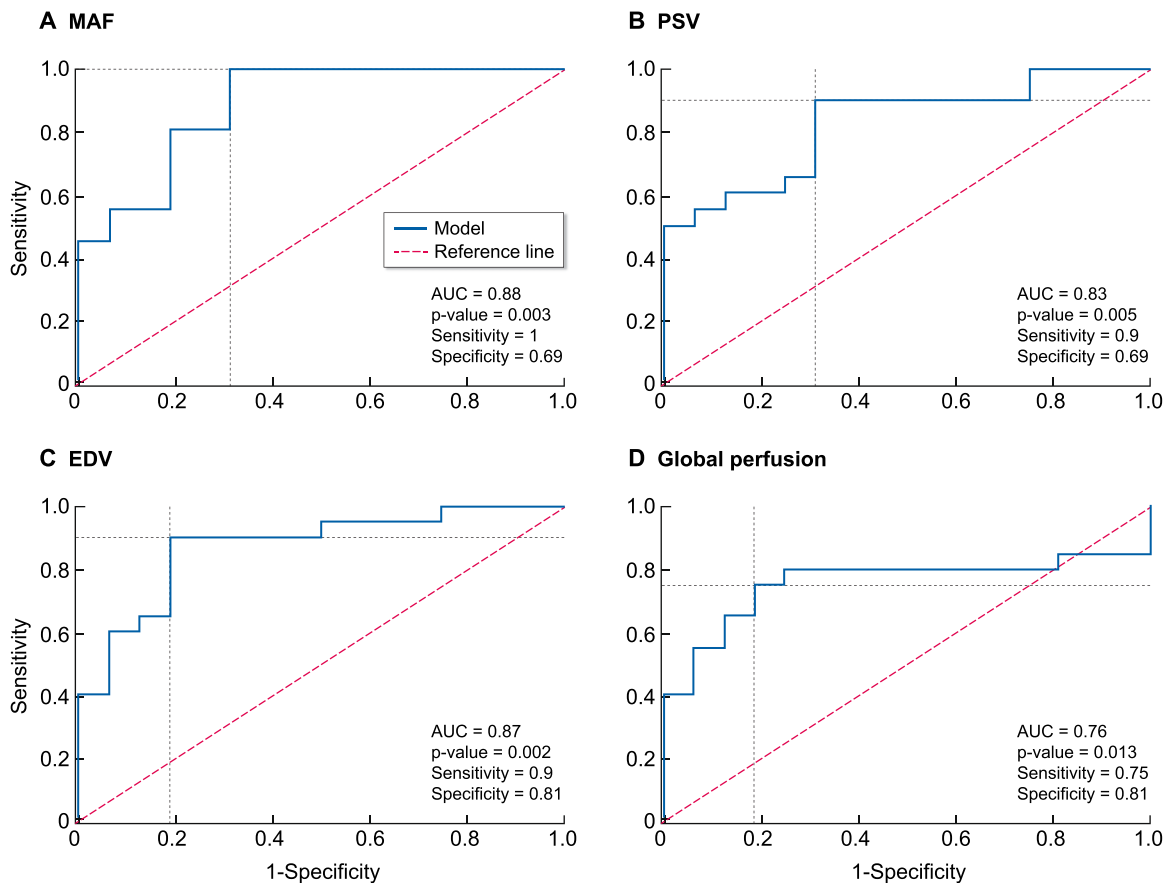 A MAF
1.0
0.8
0.6
0.4
0.2
0
Sensitivity
Model
Reference line
AUC = 0.88
p-value = 0.003
Sensitivity = 1
Specificity = 0.69
0 0.2 0.4 0.6 0.8 1.0
B PSV
1.0
0.8
0.6
0.4
0.2
0
AUC = 0.83
p-value = 0.005
Sensitivity = 0.9
Specificity = 0.69
0 0.2 0.4 0.6 0.8 1.0
C EDV
1.0
0.8
0.6
0.4
0.2
0
Sensitivity
AUC = 0.87
p-value = 0.002
Sensitivity = 0.9
Specificity = 0.81
0 0.2 0.4 0.6 0.8 1.0
1-Specificity
D Global perfusion
1.0
0.8
0.6
0.4
0.2
0
AUC = 0.76
p-value = 0.013
Sensitivity = 0.75
Specificity = 0.81
0 0.2 0.4 0.6 0.8 1.0
1-Specificity